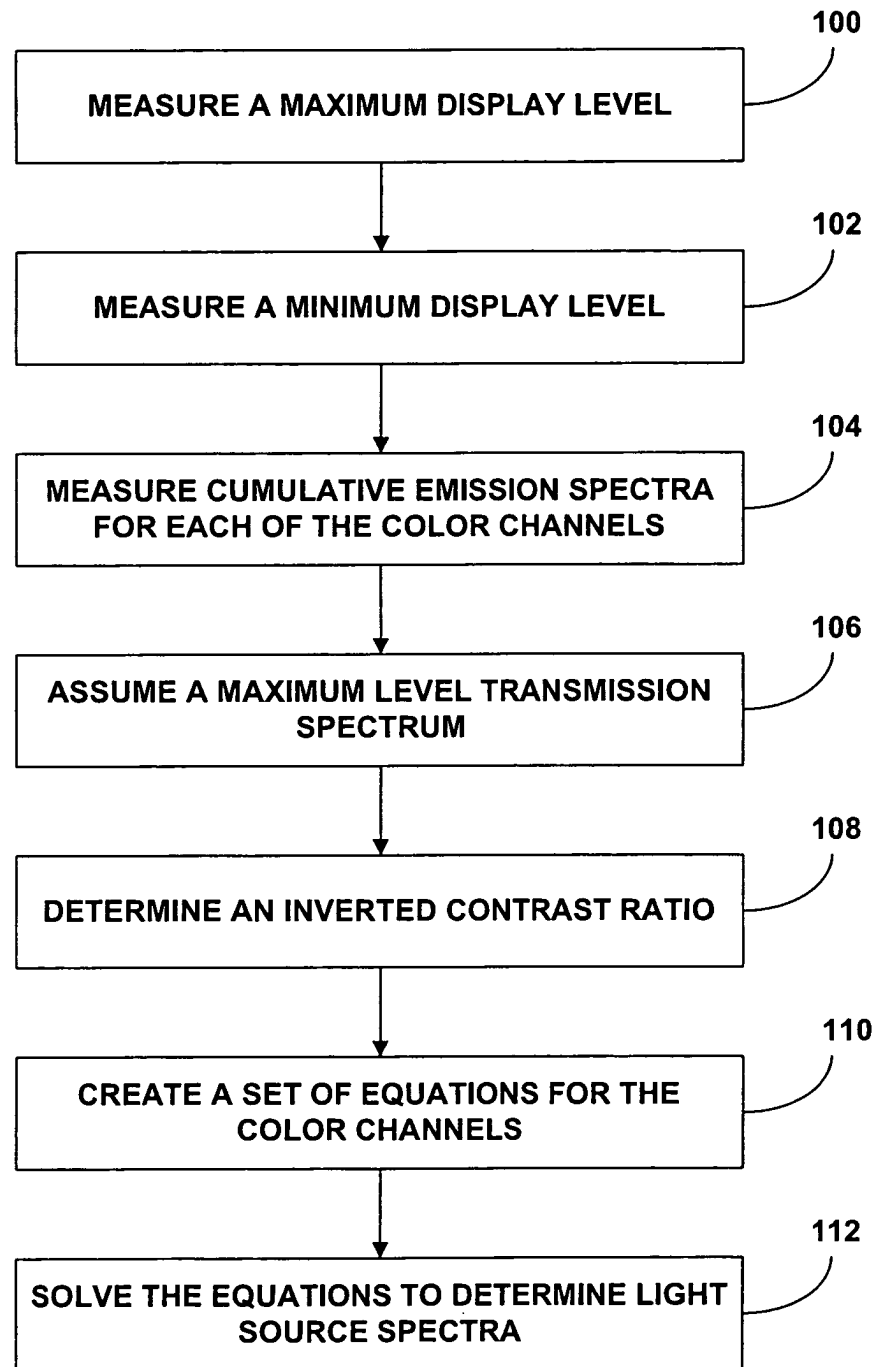 100
MEASURE A MAXIMUM DISPLAY LEVEL
102
MEASURE A MINIMUM DISPLAY LEVEL
104
MEASURE CUMULATIVE EMISSION SPECTRA
FOR EACH OF THE COLOR CHANNELS
106
ASSUME A MAXIMUM LEVEL TRANSMISSION
SPECTRUM
108
DETERMINE AN INVERTED CONTRAST RATIO
110
CREATE A SET OF EQUATIONS FOR THE
COLOR CHANNELS
112
SOLVE THE EQUATIONS TO DETERMINE LIGHT
SOURCE SPECTRA